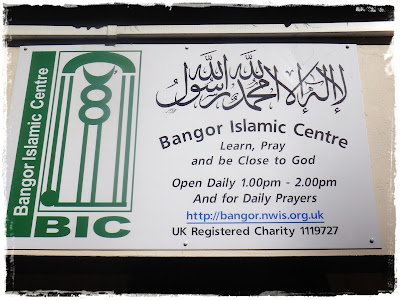 Bangor Islamic Centre
BIC
لا إله إلا الله محمد رسول الله
Bangor Islamic Centre
Learn, Pray
and be Close to God
Open Daily 1.00pm - 2.00pm
And for Daily Prayers
http://bangor.nwis.org.uk
UK Registered Charity 1119727